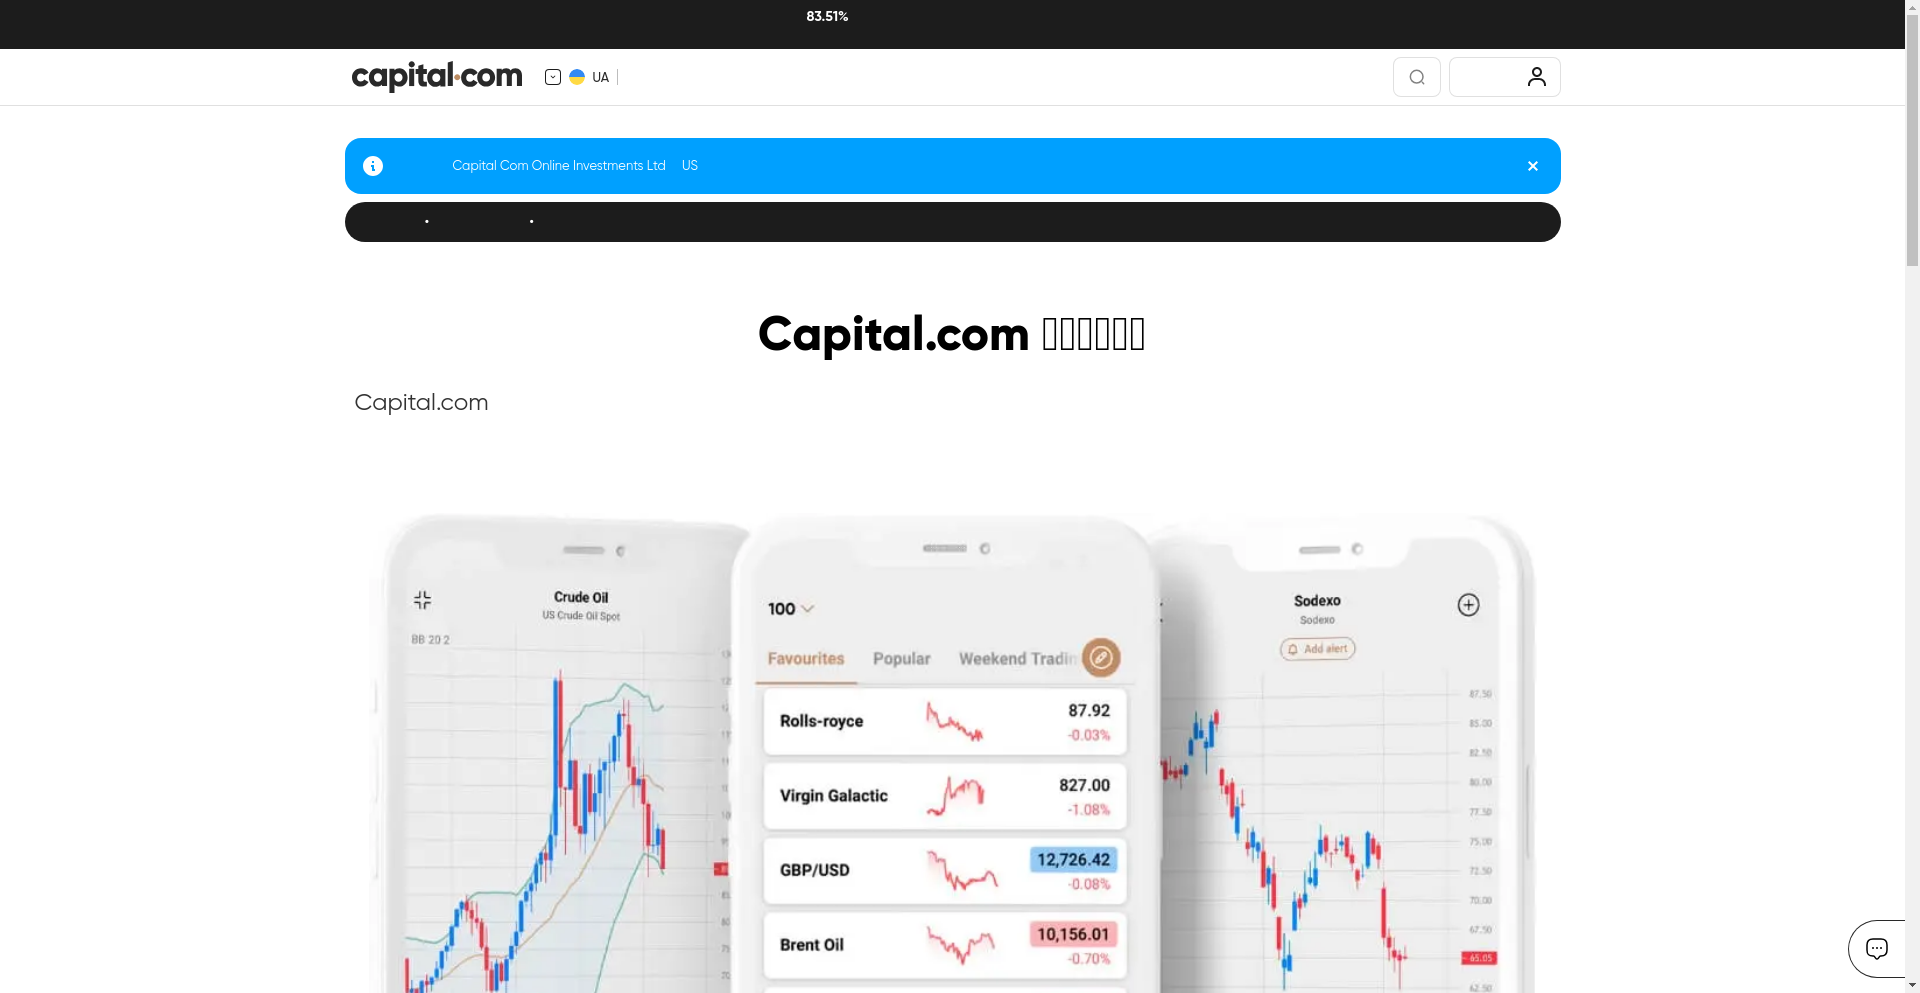 83.51%
capital.com
UA
Capital Com Online Investments Ltd US
Capital.com
Capital.com
Crude Oil
US Crude Oil Spot
BB 20 2
100
Favourites Popular Weekend Tradin
Rolls-royce 87.92
-0.03%
Virgin Galactic 827.00
-1.08%
GBP/USD 12,726.42
-0.08%
Brent Oil 10,156.01
-0.70%
Sodexo
Sodexo
Add alert
87.50
85.00
82.50
80.00
77.50
75.00
72.50
70.00
67.50
65.05
62.50